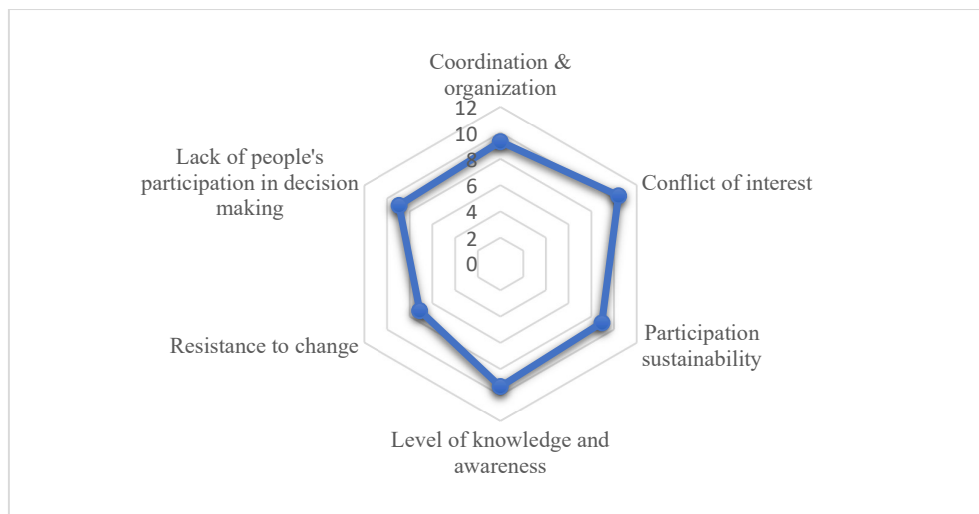 Coordination &
organization
12
10
8
6
4
2
0
Conflict of interest
Participation
sustainability
Level of knowledge and
awareness
Resistance to change
Lack of people's
participation in decision
making